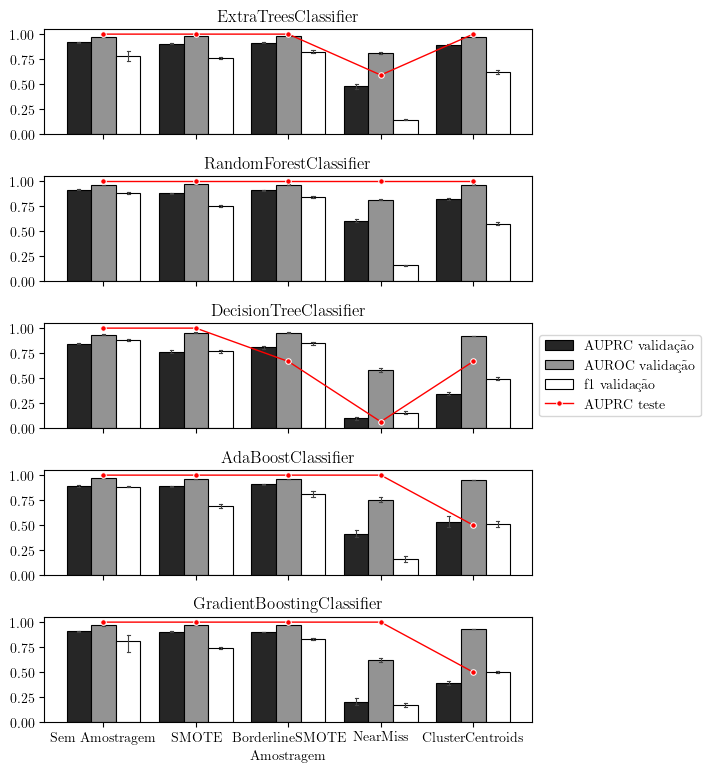 ExtraTreesClassifier
1.00
0.75
0.50
0.25
0.00
RandomForestClassifier
1.00
0.75
0.50
0.25
0.00
DecisionTreeClassifier
1.00
0.75
0.50
0.25
0.00
AUPRC validação
AUROC validação
f1 validação
AUPRC teste
AdaBoostClassifier
1.00
0.75
0.50
0.25
0.00
GradientBoostingClassifier
1.00
0.75
0.50
0.25
0.00
Sem Amostragem SMOTE BorderlineSMOTE NearMiss ClusterCentroids
Amostragem